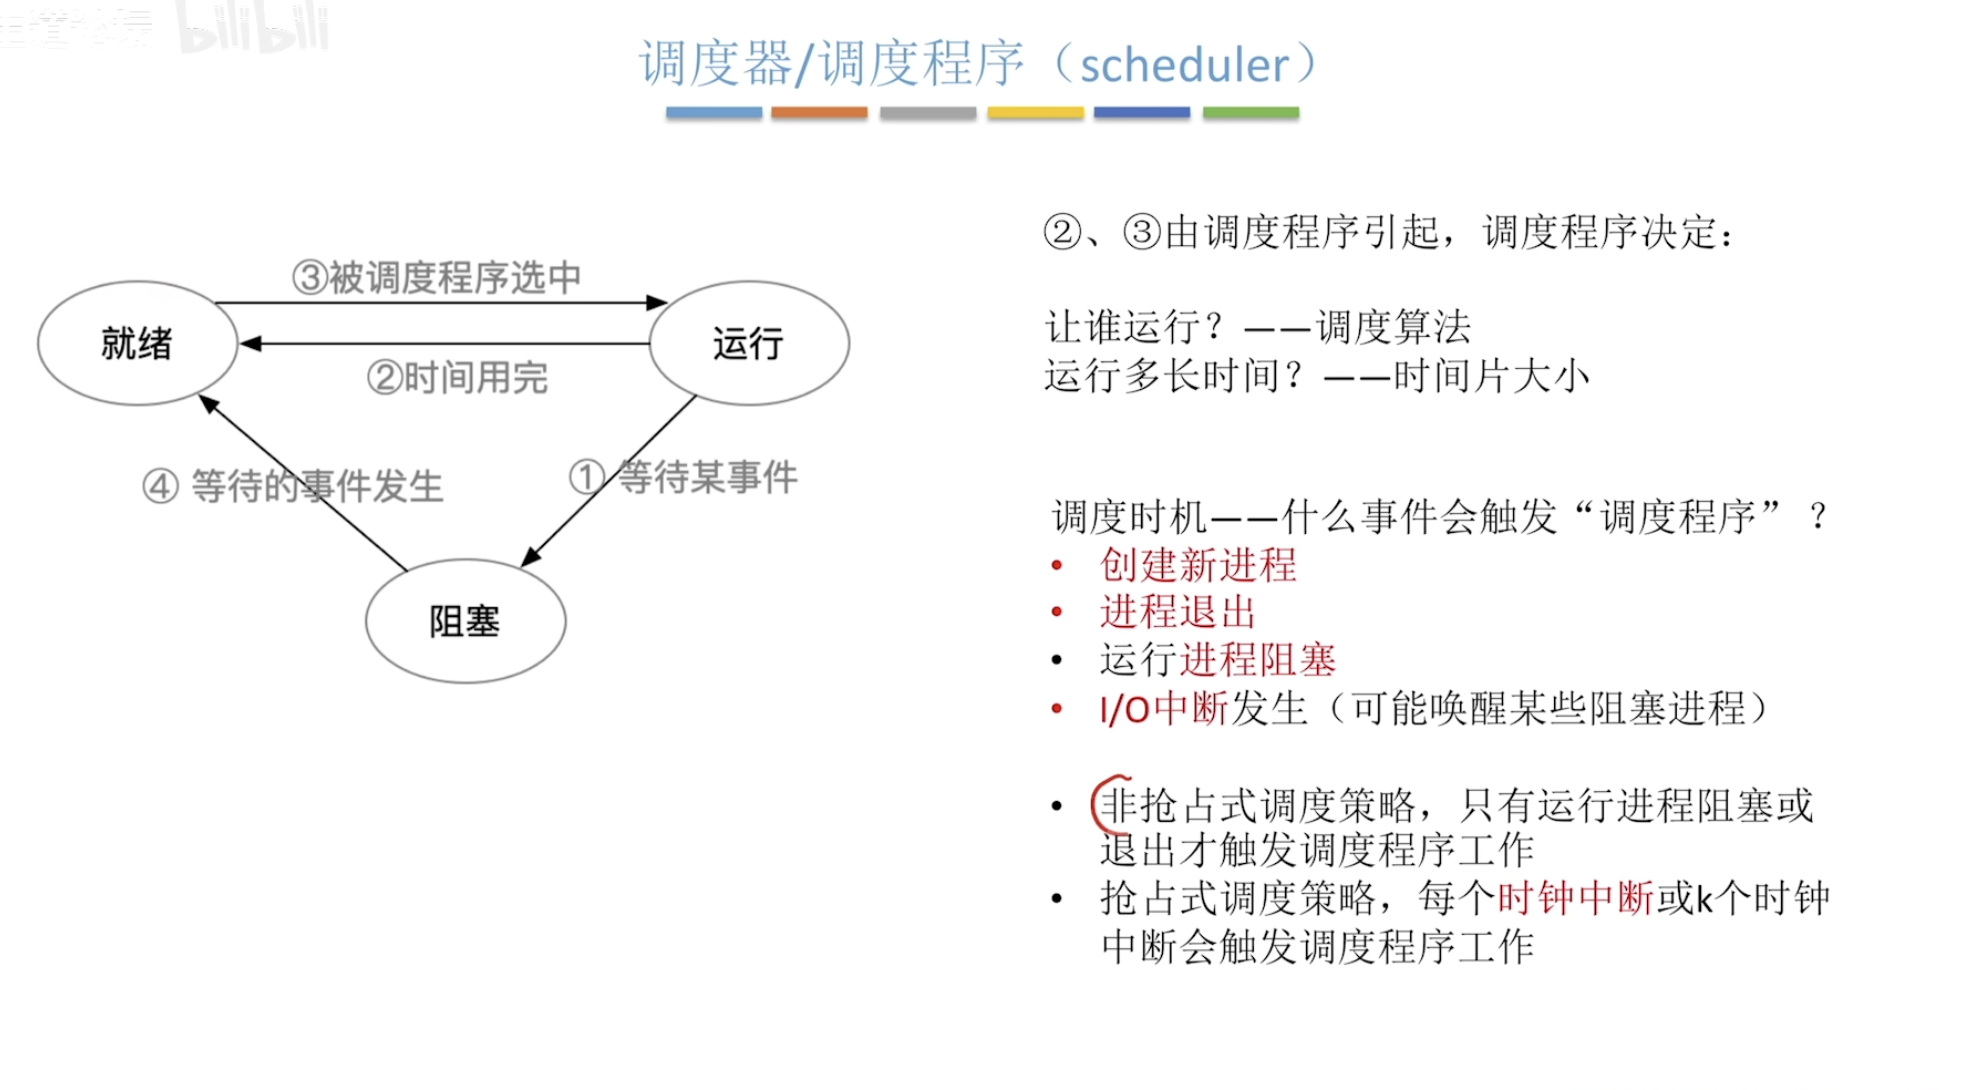 bilibili
调度器/调度程序（scheduler）
③被调度程序选中
就绪
运行
②时间用完
④ 等待的事件发生
① 等待某事件
阻塞
②、③由调度程序引起，调度程序决定：
让谁运行？——调度算法
运行多长时间？——时间片大小
调度时机——什么事件会触发“调度程序”？
• 创建新进程
• 进程退出
• 运行进程阻塞
• I/O中断发生（可能唤醒某些阻塞进程）
• 非抢占式调度策略，只有运行进程阻塞或
退出才触发调度程序工作
• 抢占式调度策略，每个时钟中断或k个时钟
中断会触发调度程序工作